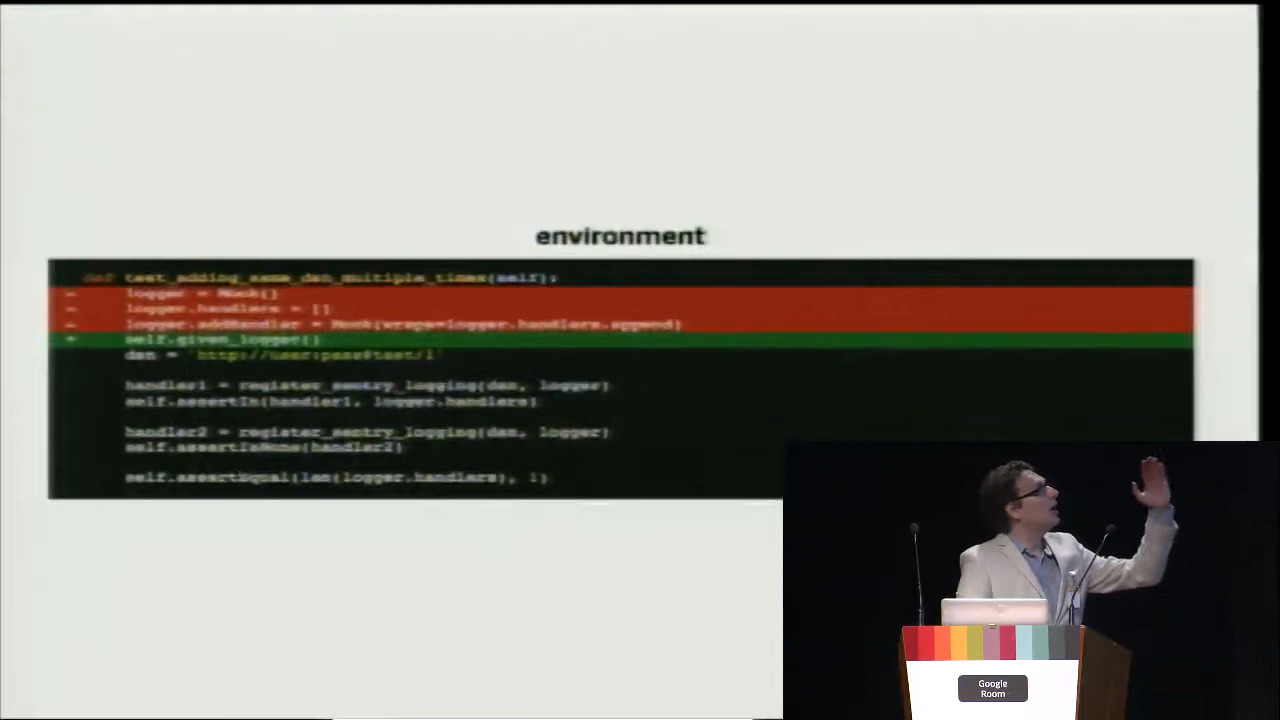 environment
def test_adding_same_dsn_multiple_times(self):
- logger = Mock()
- logger.handlers = []
- logger.addHandler = Mock(wraps=logger.handlers.append)
+ self.given_logger()
dsn = 'http://user:pass@test/1'
handler1 = register_sentry_logging(dsn, logger)
self.assertIn(handler1, logger.handlers)
handler2 = register_sentry_logging(dsn, logger)
self.assertIsNone(handler2)
self.assertEqual(len(logger.handlers), 1)
Google
Room